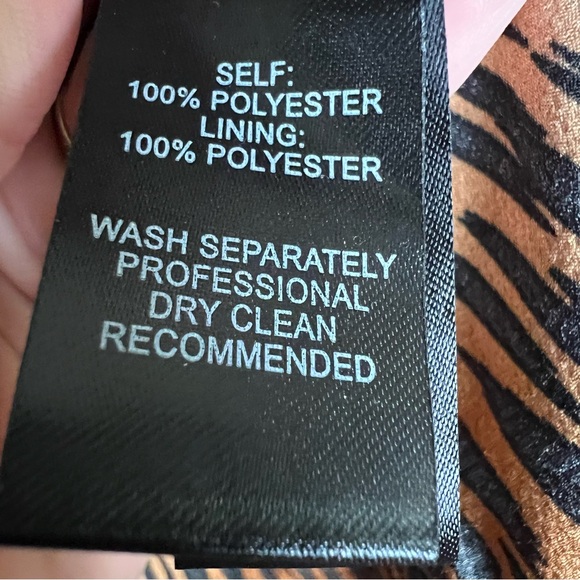 SELF:
100% POLYESTER
LINING:
100% POLYESTER
WASH SEPARATELY
PROFESSIONAL
DRY CLEAN
RECOMMENDED